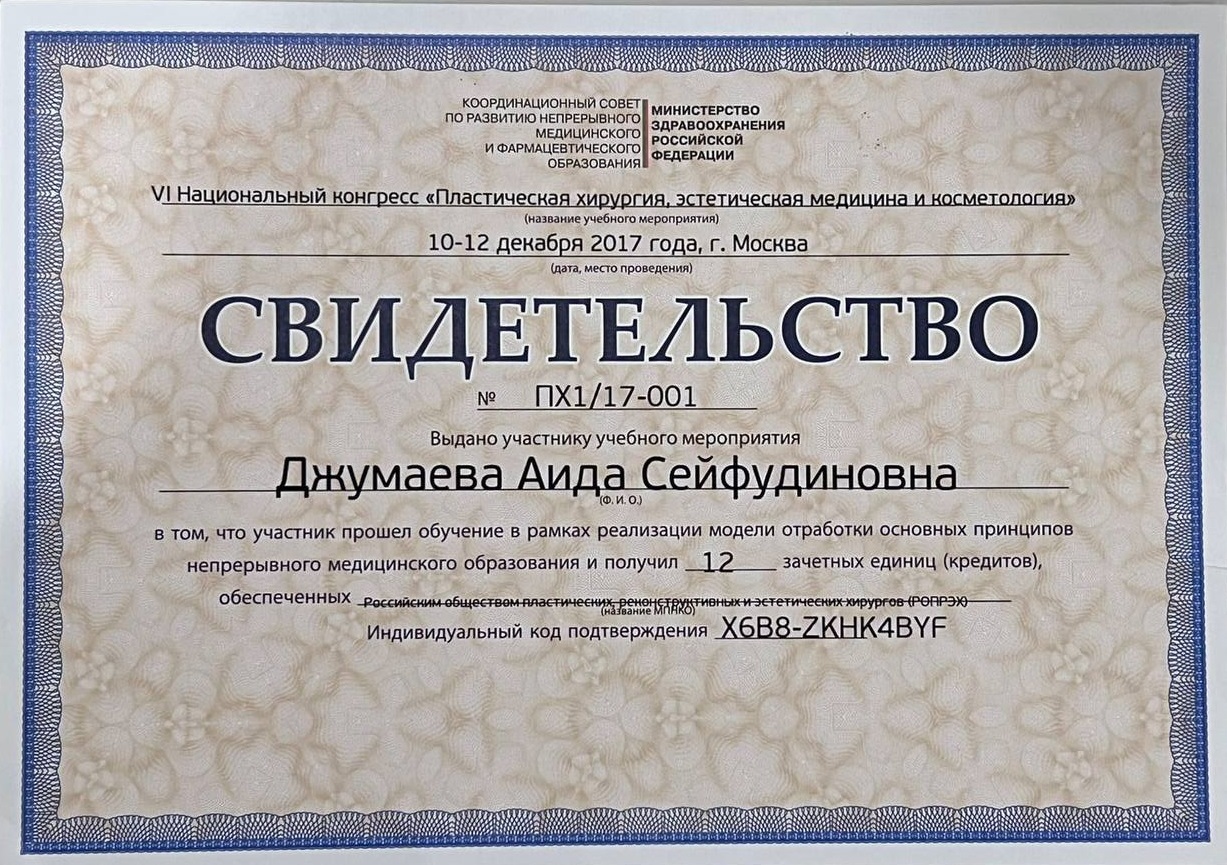 КООРДИНАЦИОННЫЙ СОВЕТ
ПО РАЗВИТИЮ НЕПРЕРЫВНОГО
МЕДИЦИНСКОГО
И ФАРМАЦЕВТИЧЕСКОГО
ОБРАЗОВАНИЯ
МИНИСТЕРСТВО
ЗДРАВООХРАНЕНИЯ
РОССИЙСКОЙ
ФЕДЕРАЦИИ
VI Национальный конгресс «Пластическая хирургия, эстетическая медицина и косметология»
(название учебного мероприятия)
10-12 декабря 2017 года, г. Москва
(дата, место проведения)
СВИДЕТЕЛЬСТВО
№ ПХ1/17-001
Выдано участнику учебного мероприятия
Джумаева Аида Сейфудиновна
(Ф. И. О.)
в том, что участник прошел обучение в рамках реализации модели отработки основных принципов
непрерывного медицинского образования и получил 12 зачетных единиц (кредитов),
обеспеченных Российским обществом пластических, реконструктивных и эстетических хирургов (РОПРЭХ)
(название МПНКО)
Индивидуальный код подтверждения X6B8-ZKHK4BYF